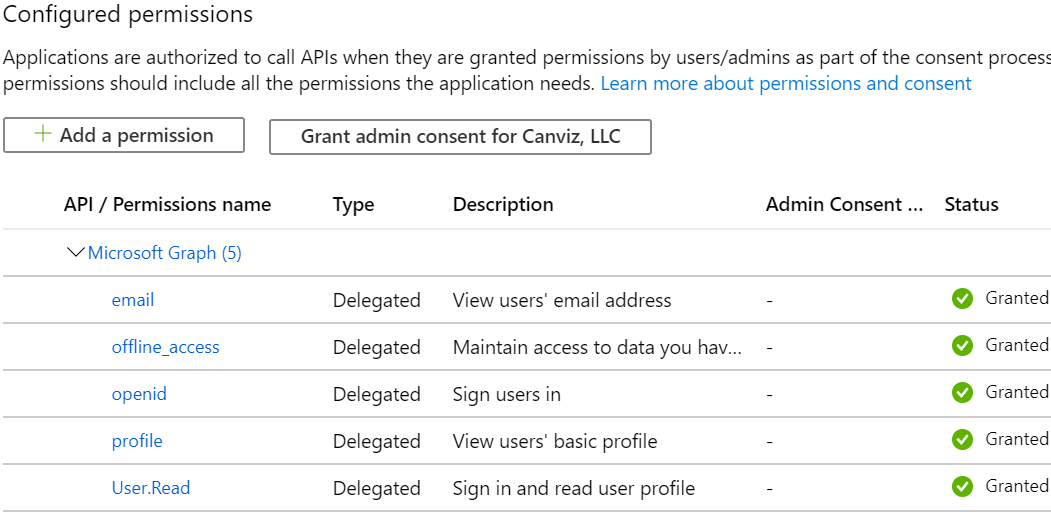 Configured permissions
Applications are authorized to call APIs when they are granted permissions by users/admins as part of the consent process
permissions should include all the permissions the application needs. Learn more about permissions and consent
+ Add a permission Grant admin consent for Canviz, LLC
API / Permissions name Type Description Admin Consent ... Status
Microsoft Graph (5)
email Delegated View users' email address - Granted
offline_access Delegated Maintain access to data you hav... - Granted
openid Delegated Sign users in - Granted
profile Delegated View users' basic profile - Granted
User.Read Delegated Sign in and read user profile - Granted